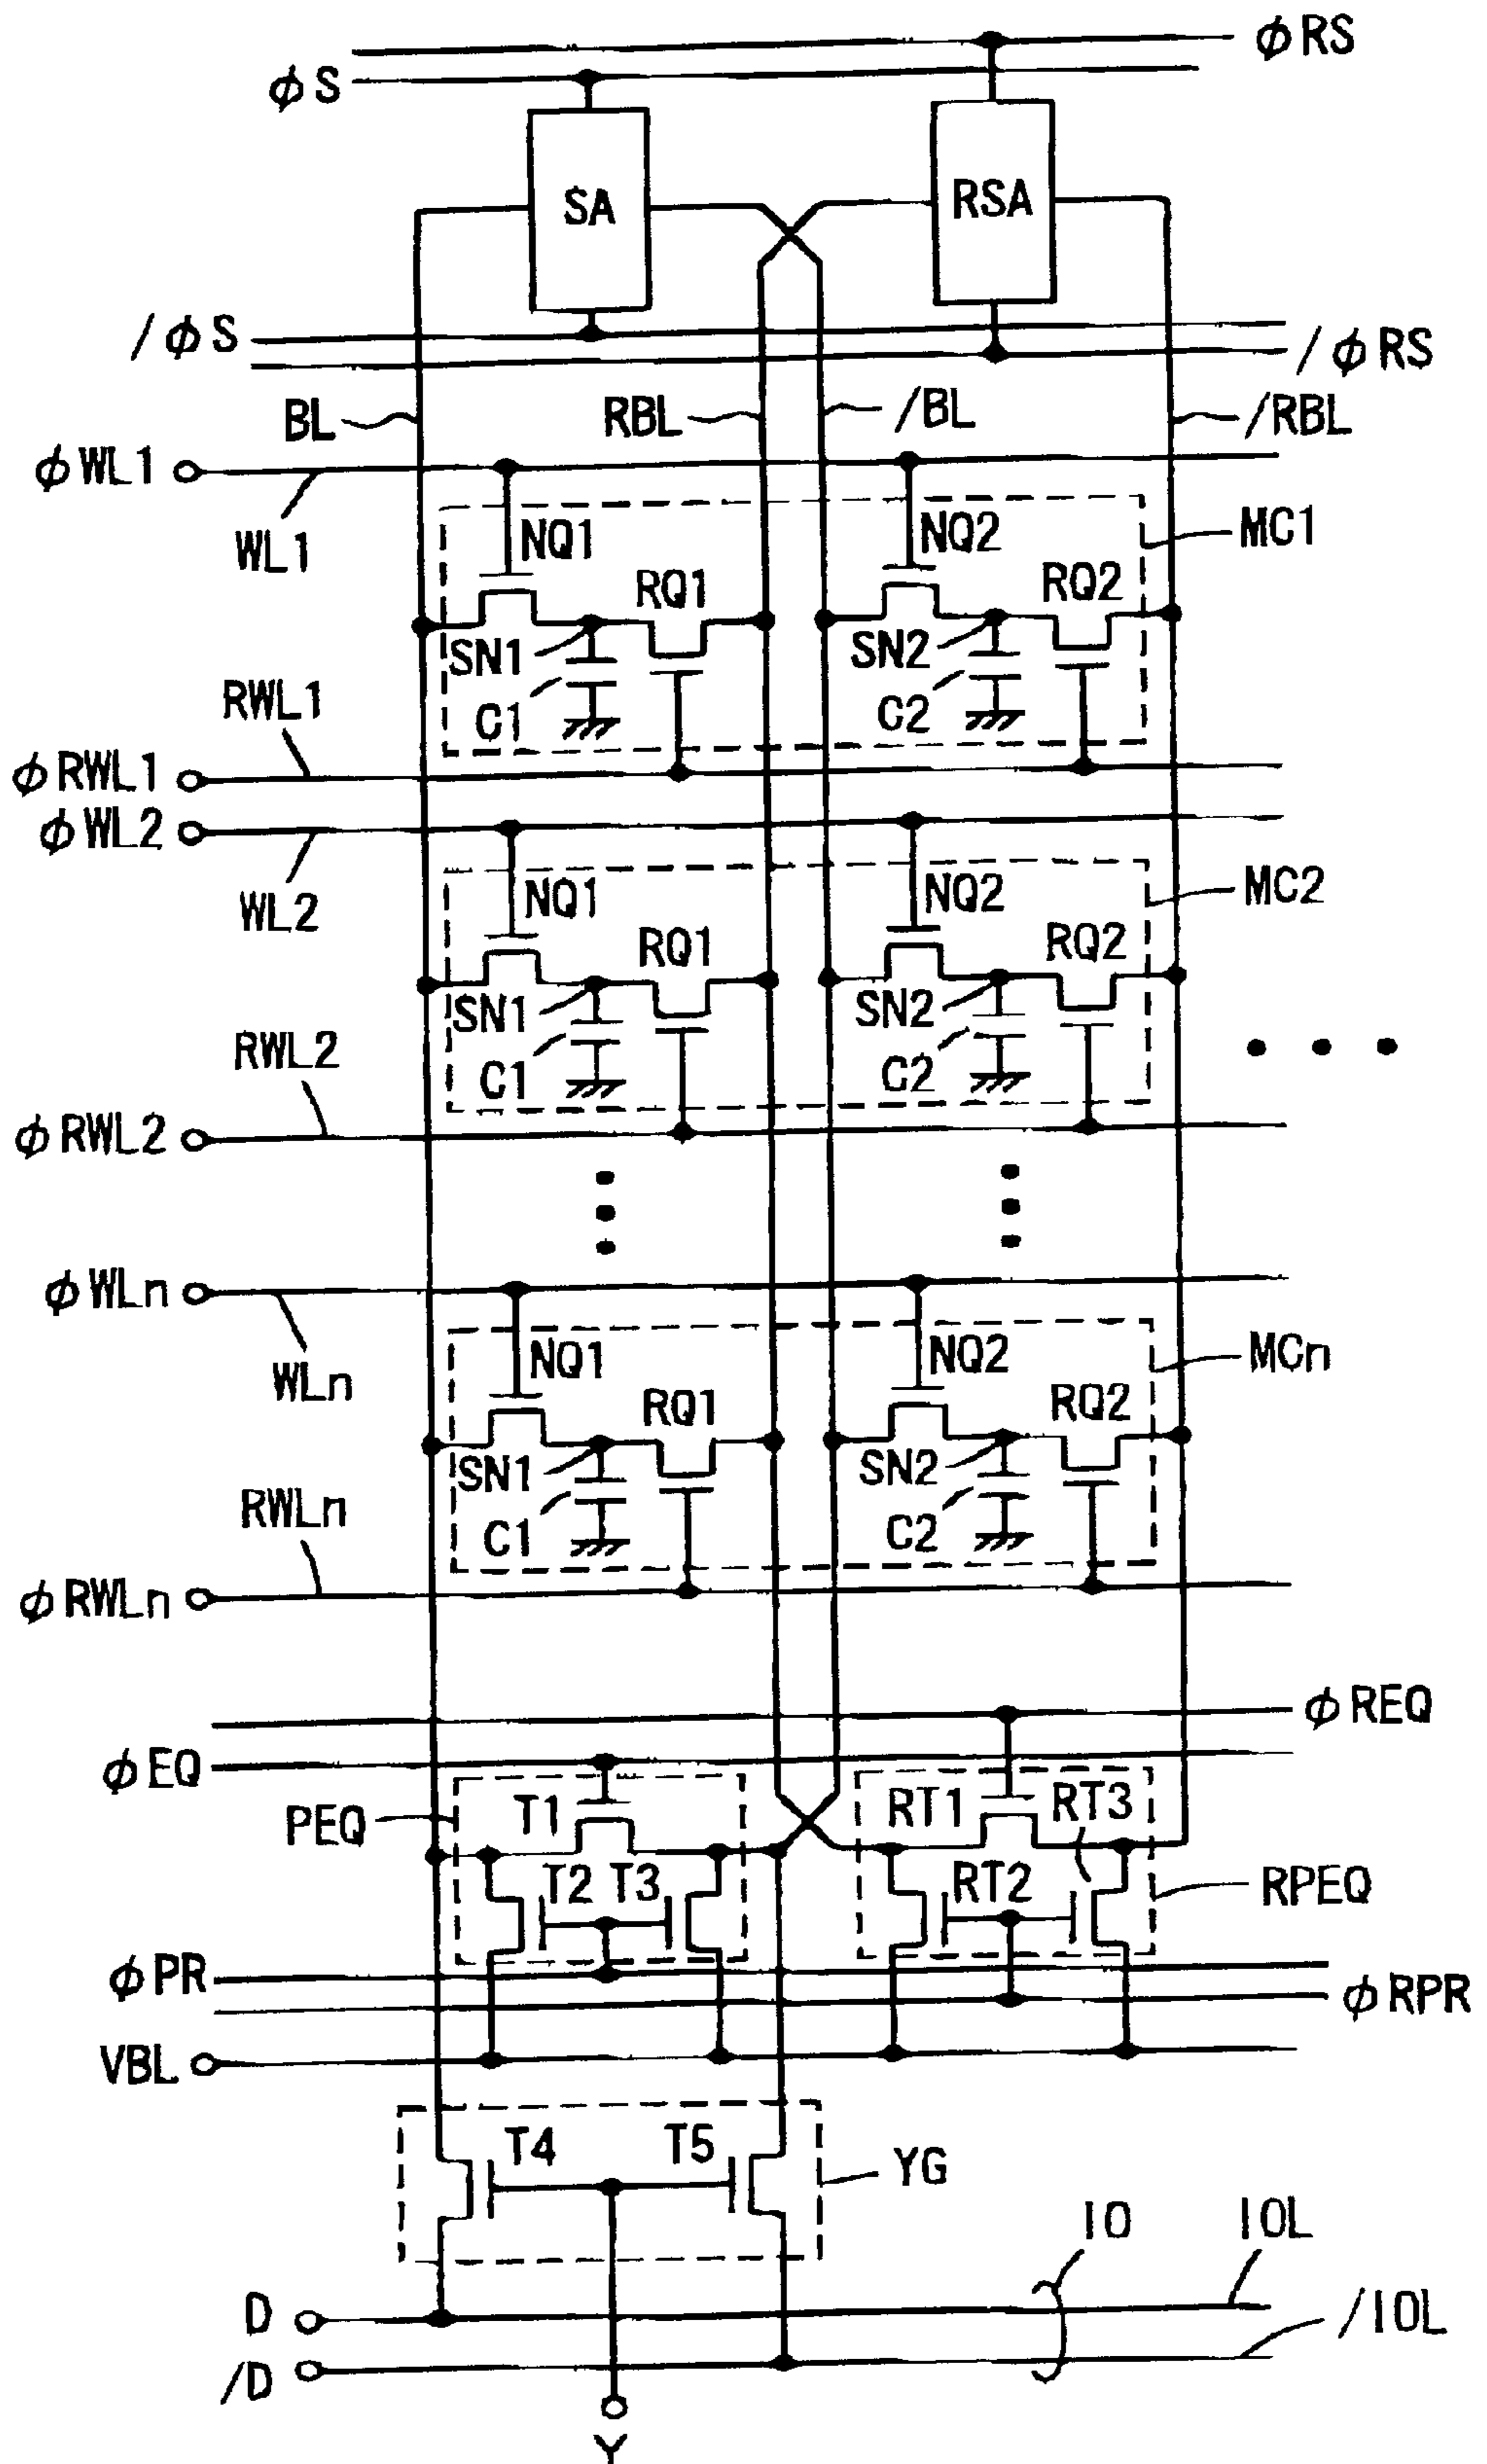 φRS
φS
SA
RSA
/φS
/φRS
BL
RBL
/BL
/RBL
φWL1
WL1
NQ1
NQ2
MC1
RQ1
RQ2
SN1
SN2
C1
C2
RWL1
φRWL1
φWL2
WL2
NQ1
NQ2
MC2
RQ1
RQ2
SN1
SN2
C1
C2
RWL2
φRWL2
φWLn
WLn
NQ1
NQ2
MCn
RQ1
RQ2
SN1
SN2
C1
C2
RWLn
φRWLn
φREQ
φEQ
PEQ
T1
RT1
RT3
T2
T3
RT2
RPEQ
φPR
φRPR
VBL
T4
T5
YG
IO
IOL
D
/IOL
/D
Y